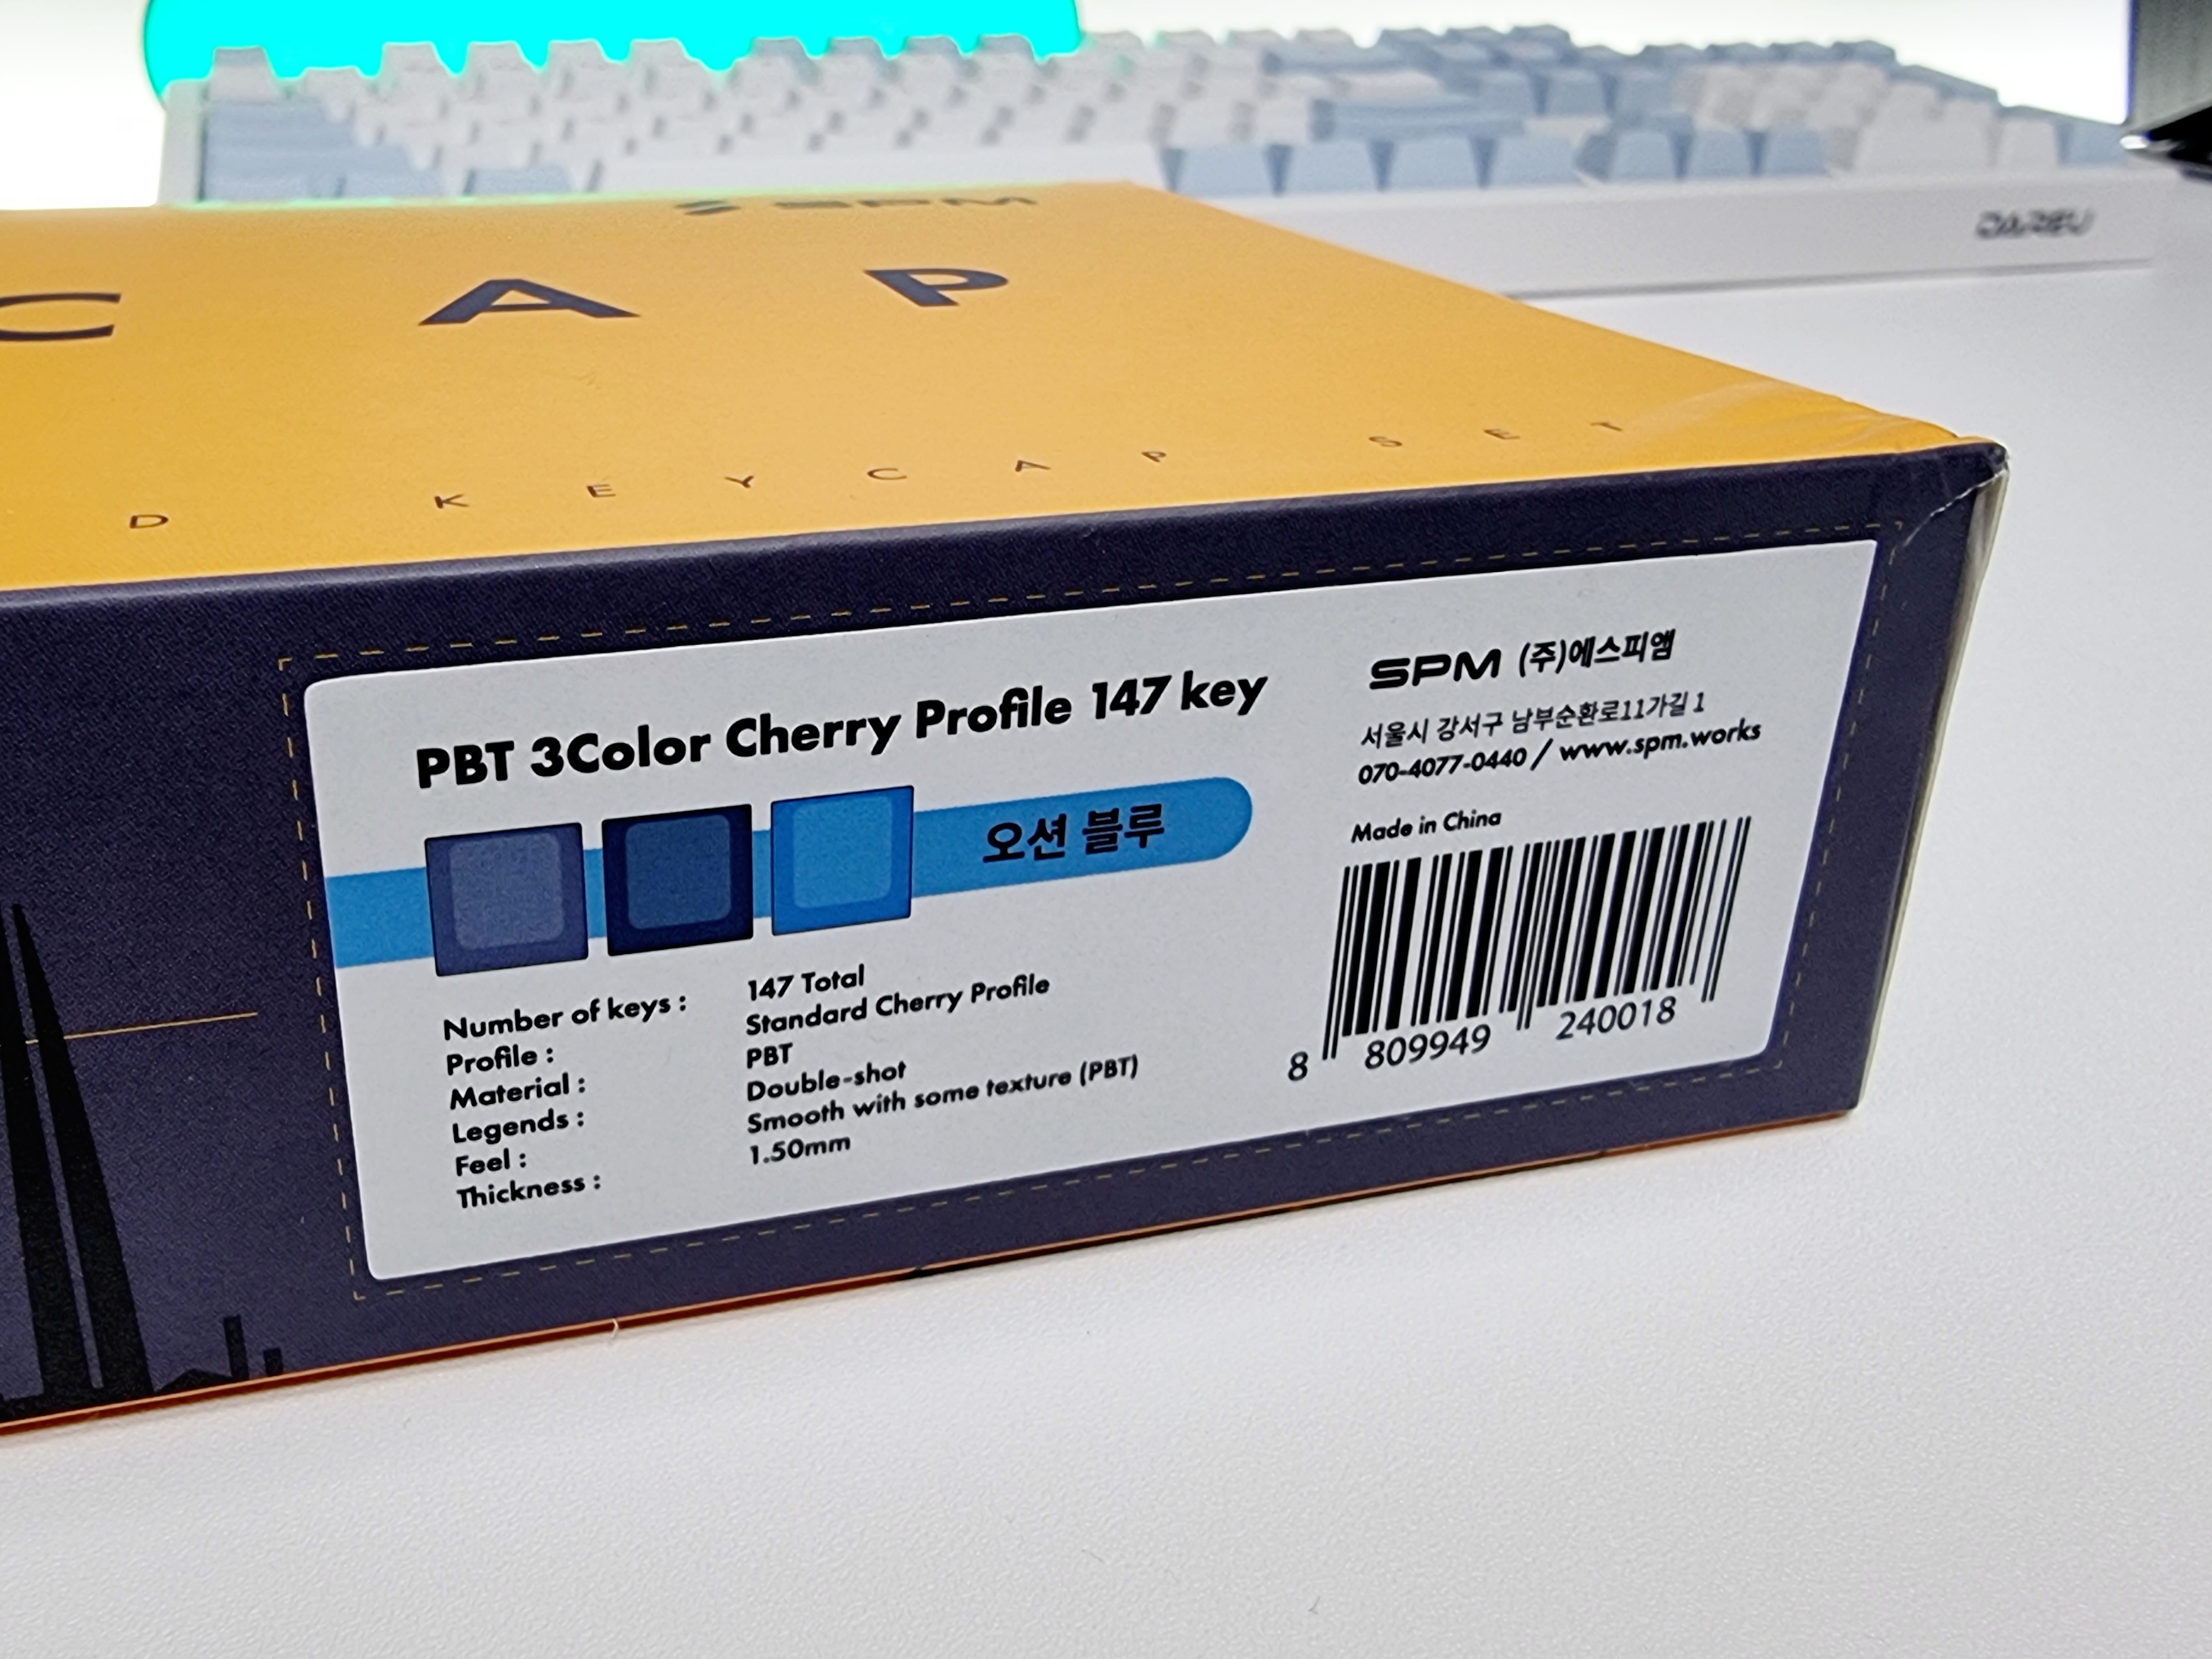 SPM
C A P
D KEYCAP SET
DAREU
PBT 3Color Cherry Profile 147 key
오션 블루
Number of keys : 147 Total
Profile : Standard Cherry Profile
Material : PBT
Legends : Double-shot
Feel : Smooth with some texture (PBT)
Thickness : 1.50mm
SPM (주)에스피앰
서울시 강서구 남부순환로11가길 1
070-4077-0440 / www.spm.works
Made in China
8 809949 240018